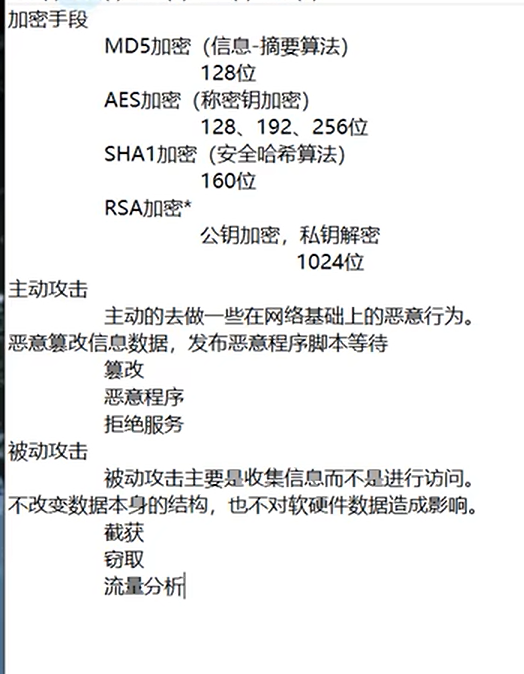 加密手段
MD5加密（信息-摘要算法）
128位
AES加密（称密钥加密）
128、192、256位
SHA1加密（安全哈希算法）
160位
RSA加密*
公钥加密，私钥解密
1024位
主动攻击
主动的去做一些在网络基础上的恶意行为。
恶意篡改信息数据，发布恶意程序脚本等待
篡改
恶意程序
拒绝服务
被动攻击
被动攻击主要是收集信息而不是进行访问。
不改变数据本身的结构，也不对软硬件数据造成影响。
截获
窃取
流量分析